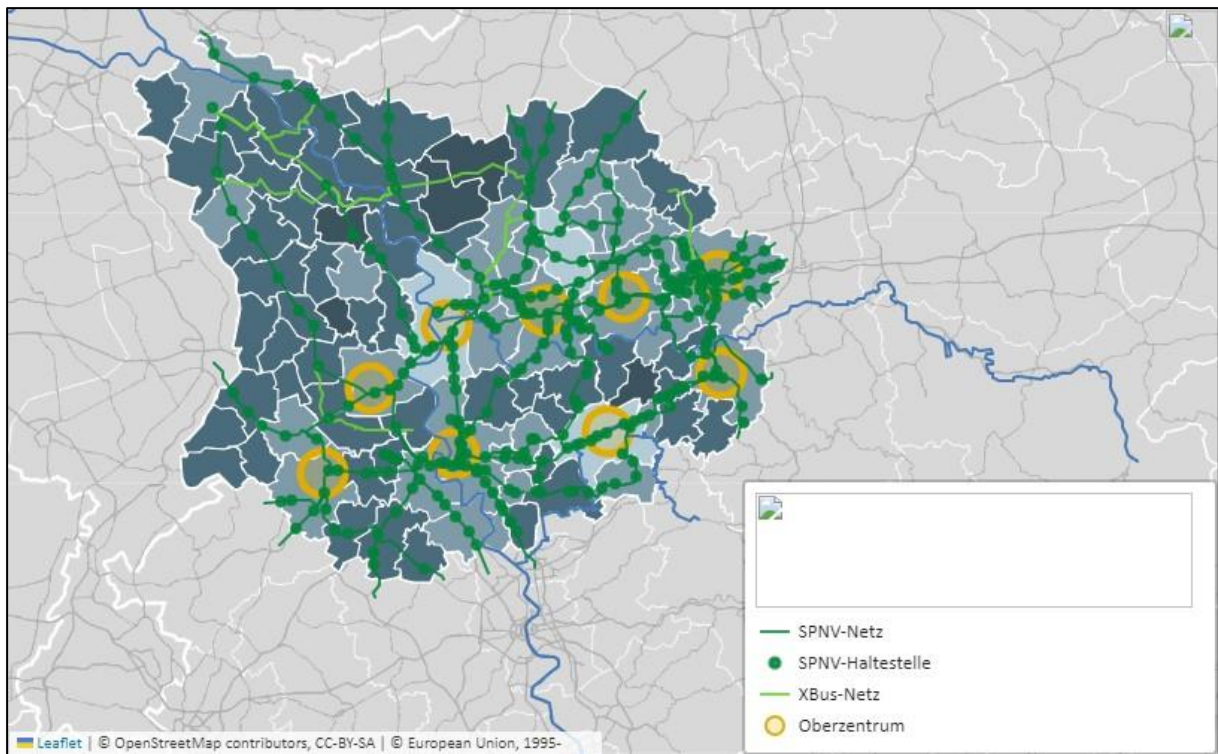 SPNV-Netz
SPNV-Haltestelle
XBus-Netz
Oberzentrum
Leaflet | © OpenStreetMap contributors, CC-BY-SA | © European Union, 1995-